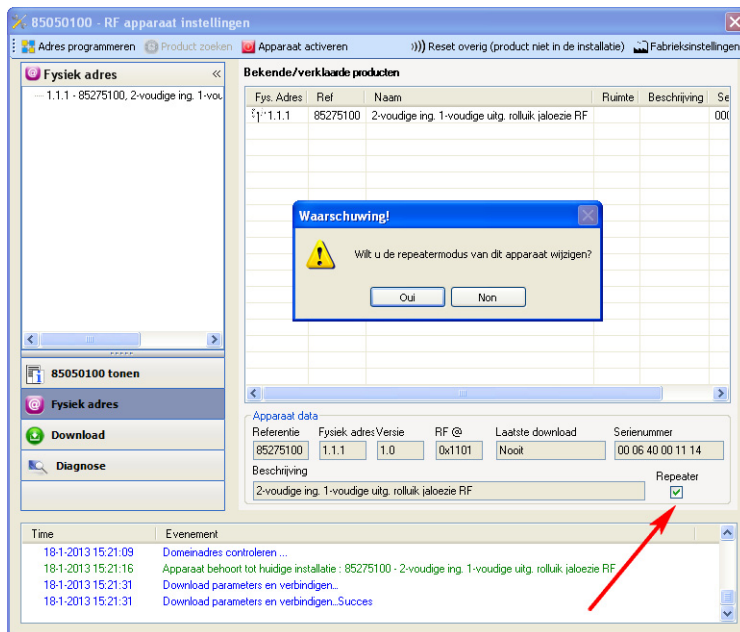 85050100 - RF apparaat instellingen
Adres programmeren Product zoeken Apparaat activeren Reset overig (product niet in de installatie) Fabrieksinstellingen
Fysiek adres
1.1.1 - 85275100, 2-voudige ing. 1-vou
Bekende/verklaarde producten
Fys. Adres Ref Naam Ruimte Beschrijving Se
1.1.1 85275100 2-voudige ing. 1-voudige uitg. rolluik jaloezie RF 000
Waarschuwing!
Wilt u de repeatermodus van dit apparaat wijzigen?
Oui Non
85050100 tonen
Fysiek adres
Download
Diagnose
Apparaat data
Referentie Fysiek adres Versie RF @ Laatste download Serienummer
85275100 1.1.1 1.0 0x1101 Nooit 00 06 40 00 11 14
Beschrijving Repeater
2-voudige ing. 1-voudige uitg. rolluik jaloezie RF
Time Evenement
18-1-2013 15:21:09 Domeinadres controleren ...
18-1-2013 15:21:16 Apparaat behoort tot huidige installatie : 85275100 - 2-voudige ing. 1-voudige uitg. rolluik jaloezie RF
18-1-2013 15:21:31 Download parameters en verbindigen...
18-1-2013 15:21:31 Download parameters en verbindigen...Succes